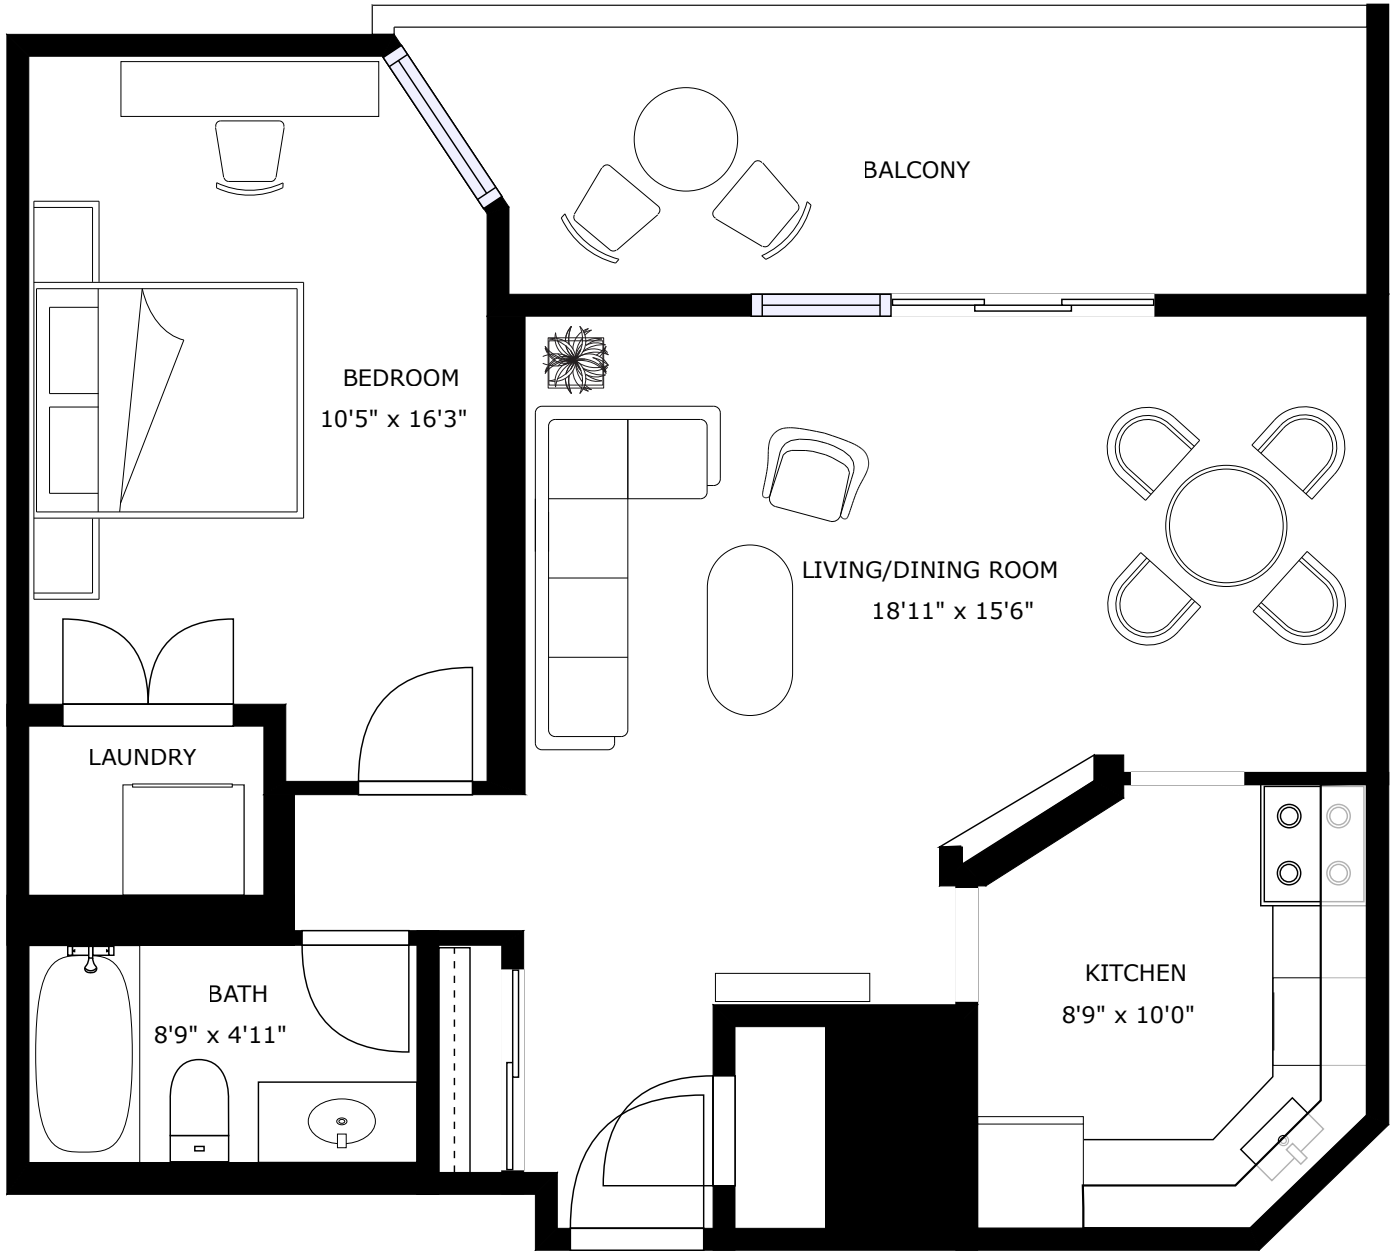 BALCONY
BEDROOM
10'5" x 16'3"
LIVING/DINING ROOM
18'11" x 15'6"
LAUNDRY
KITCHEN
8'9" x 10'0"
BATH
8'9" x 4'11"